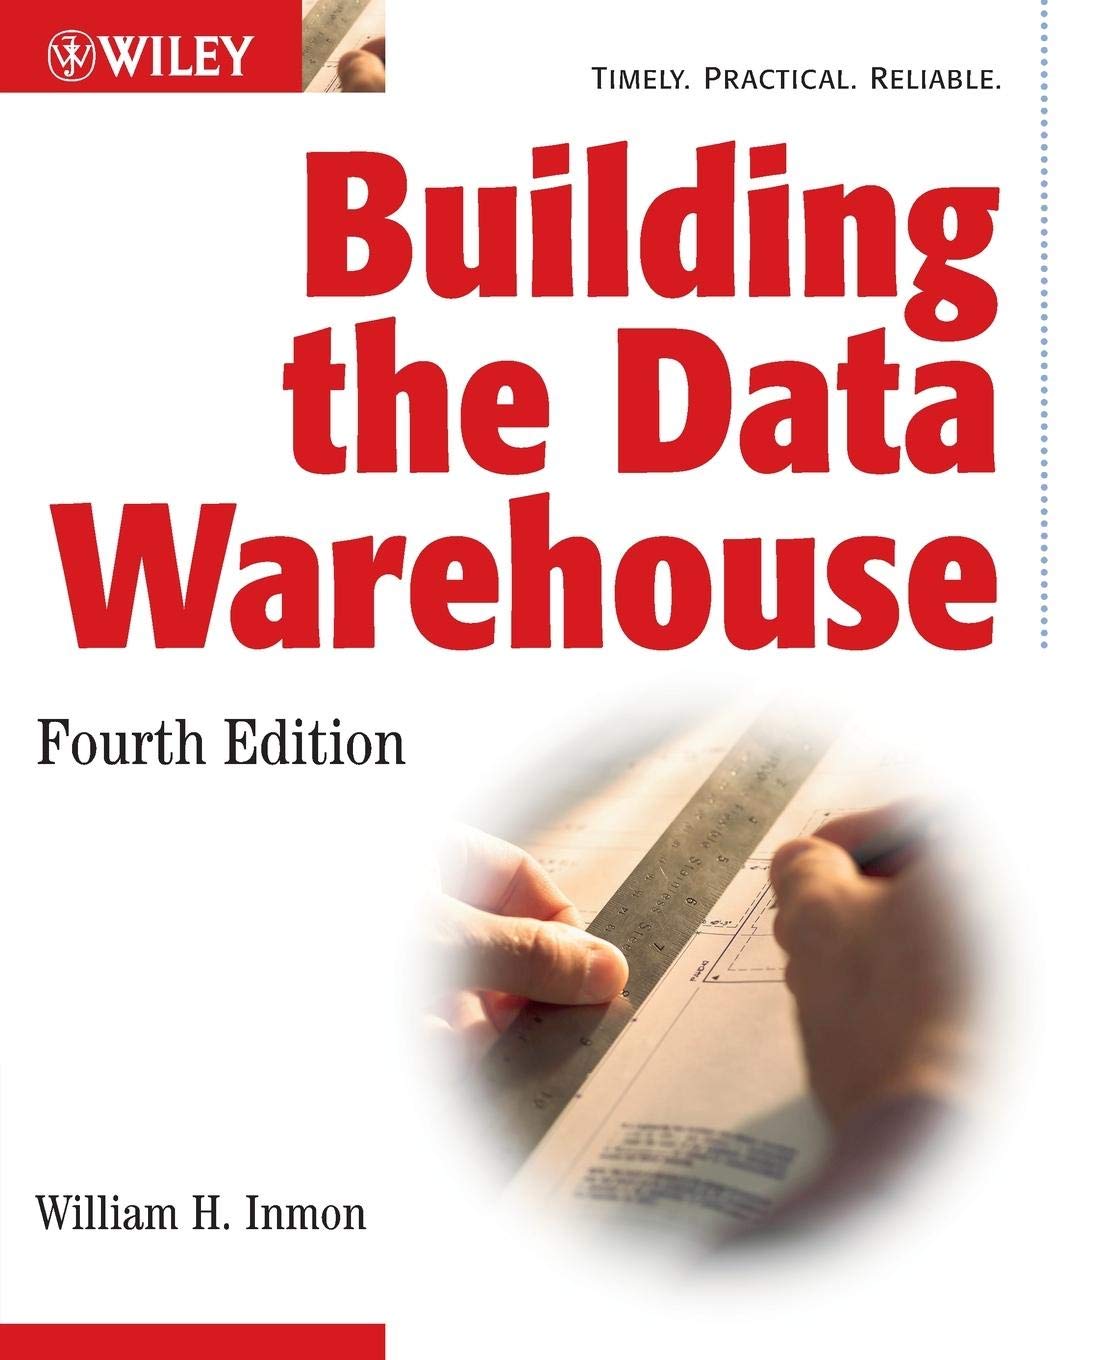 WILEY
TIMELY. PRACTICAL. RELIABLE.
Building
the Data
Warehouse
Fourth Edition
William H. Inmon